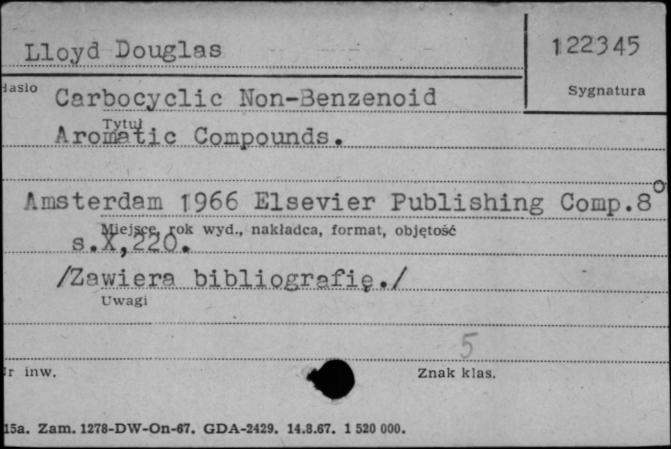 Lloyd Douglas
122345
Hasło
Sygnatura
Carbocyclic Non-Benzenoid
Tytuł
Aromatic Compounds.
Amsterdam 1966 Elsevier Publishing Comp.8°
Miejsce, rok wyd., nakładca, format, objętość
s.X,220.
/Zawiera bibliografię./
Uwagi
5
Nr inw.
Znak klas.
15a. Zam. 1278-DW-On-67. GDA-2429. 14.8.67. 1 520 000.